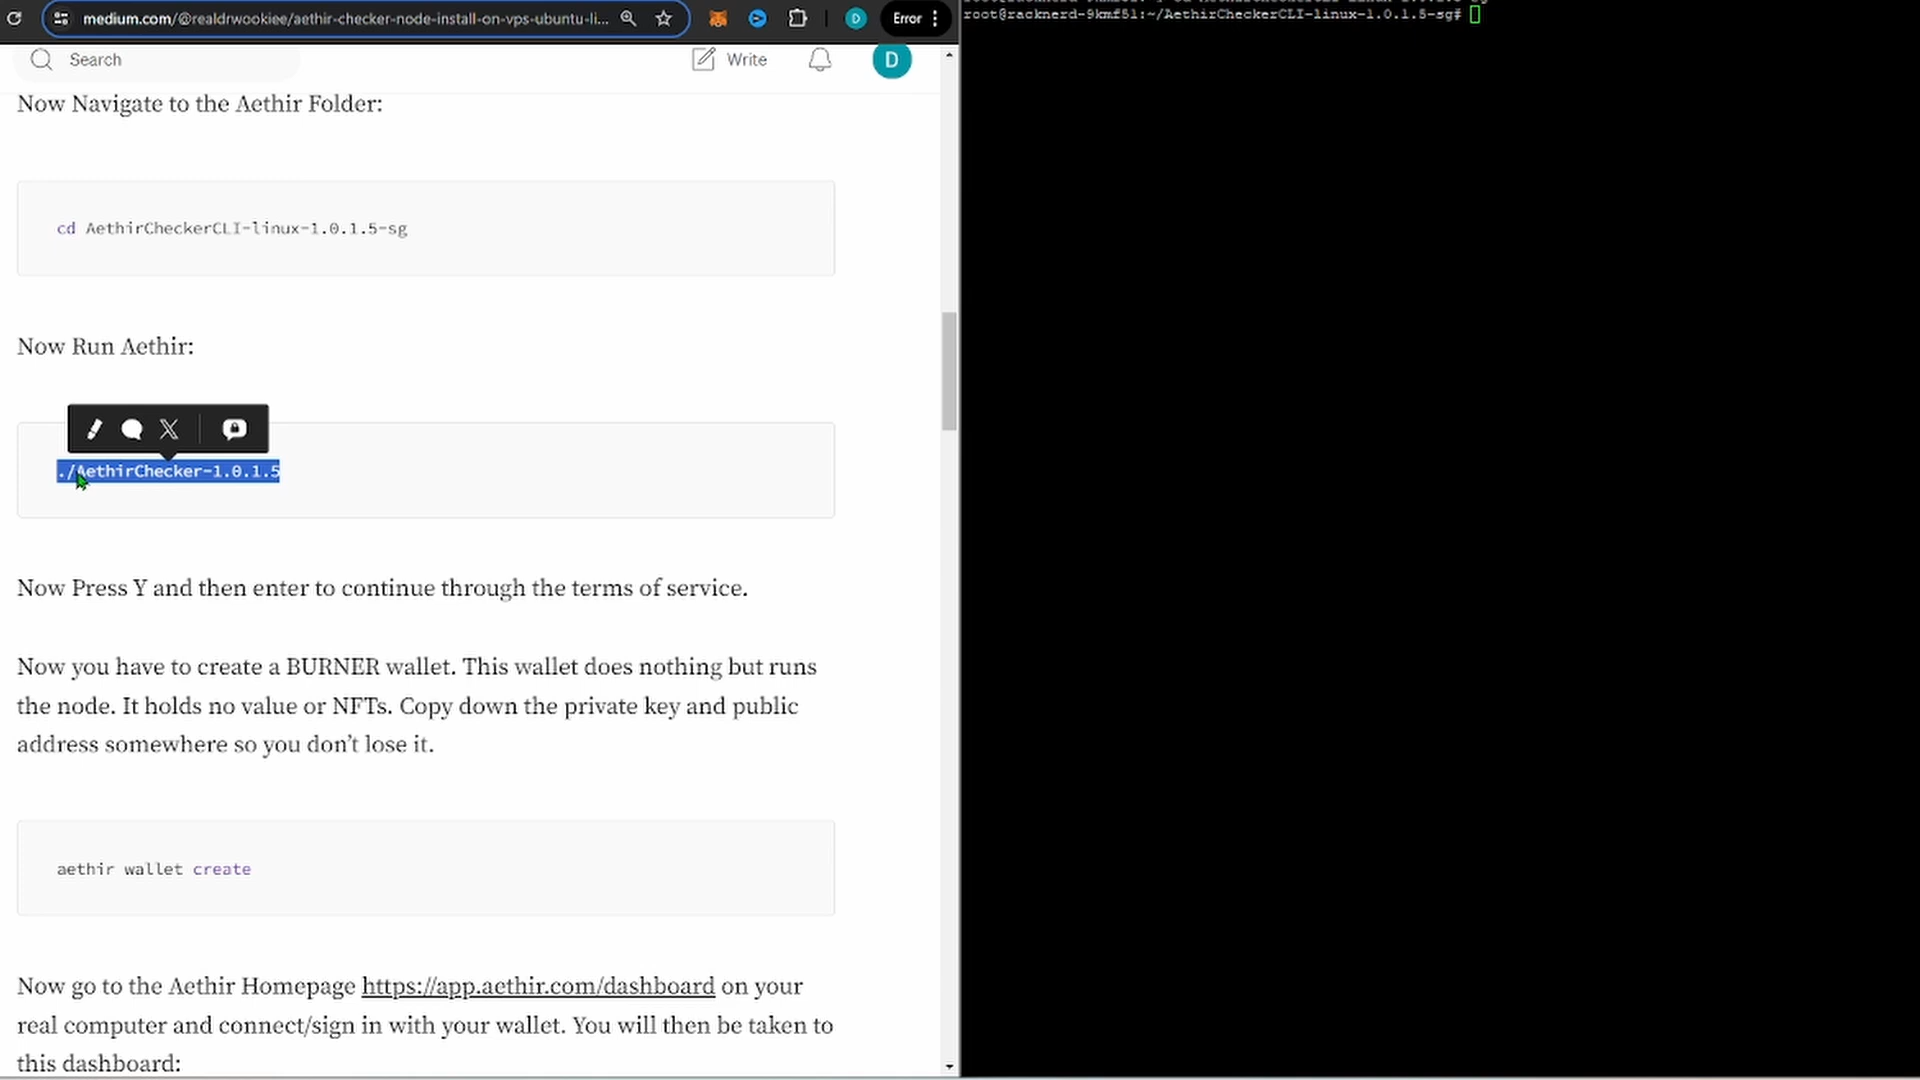 medium.com/@realdrwookiee/aethir-checker-node-install-on-vps-ubuntu-li...
D
Error
Search
Write
D
Now Navigate to the Aethir Folder:
cd AethirCheckerCLI-linux-1.0.1.5-sg
Now Run Aethir:
./AethirChecker-1.0.1.5
Now Press Y and then enter to continue through the terms of service.
Now you have to create a BURNER wallet. This wallet does nothing but runs
the node. It holds no value or NFTs. Copy down the private key and public
address somewhere so you don’t lose it.
aethir wallet create
Now go to the Aethir Homepage https://app.aethir.com/dashboard on your
real computer and connect/sign in with your wallet. You will then be taken to
this dashboard:
root@racknerd-9kmf51:~/AethirCheckerCLI-linux-1.0.1.5-sg#